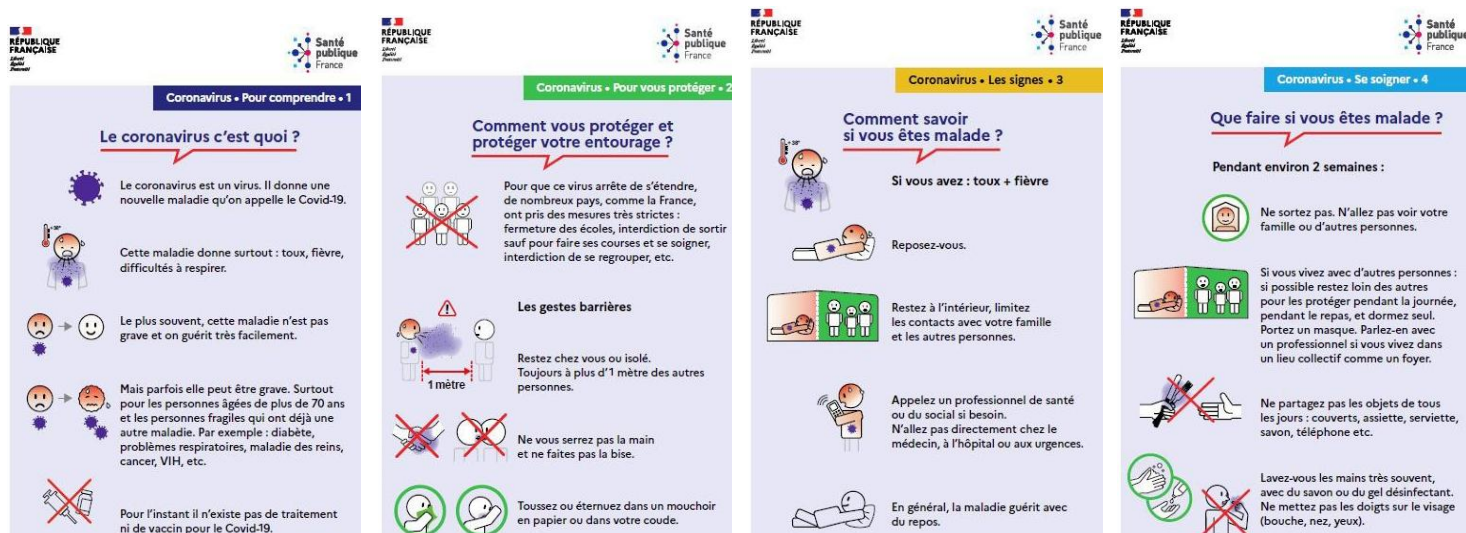 RÉPUBLIQUE
FRANÇAISE
Liberté
Égalité
Fraternité
Santé
publique
France
Coronavirus • Pour comprendre • 1
Le coronavirus c'est quoi ?
Le coronavirus est un virus. Il donne une
nouvelle maladie qu'on appelle le Covid-19.
+38°
Cette maladie donne surtout : toux, fièvre,
difficultés à respirer.
Le plus souvent, cette maladie n'est pas
grave et on guérit très facilement.
Mais parfois elle peut être grave. Surtout
pour les personnes âgées de plus de 70 ans
et les personnes fragiles qui ont déjà une
autre maladie. Par exemple : diabète,
problèmes respiratoires, maladie des reins,
cancer, VIH, etc.
Pour l'instant il n'existe pas de traitement
ni de vaccin pour le Covid-19.
RÉPUBLIQUE
FRANÇAISE
Liberté
Égalité
Fraternité
Santé
publique
France
Coronavirus • Pour vous protéger • 2
Comment vous protéger et
protéger votre entourage ?
Pour que ce virus arrête de s'étendre,
de nombreux pays, comme la France,
ont pris des mesures très strictes :
fermeture des écoles, interdiction de sortir
sauf pour faire ses courses et se soigner,
interdiction de se regrouper, etc.
Les gestes barrières
Restez chez vous ou isolé.
Toujours à plus d'1 mètre des autres
personnes.
1 mètre
Ne vous serrez pas la main
et ne faites pas la bise.
Toussez ou éternuez dans un mouchoir
en papier ou dans votre coude.
RÉPUBLIQUE
FRANÇAISE
Liberté
Égalité
Fraternité
Santé
publique
France
Coronavirus • Les signes • 3
Comment savoir
si vous êtes malade ?
+38°
Si vous avez : toux + fièvre
Reposez-vous.
Restez à l'intérieur, limitez
les contacts avec votre famille
et les autres personnes.
Appelez un professionnel de santé
ou du social si besoin.
N'allez pas directement chez le
médecin, à l'hôpital ou aux urgences.
En général, la maladie guérit avec
du repos.
RÉPUBLIQUE
FRANÇAISE
Liberté
Égalité
Fraternité
Santé
publique
France
Coronavirus • Se soigner • 4
Que faire si vous êtes malade ?
Pendant environ 2 semaines :
Ne sortez pas. N'allez pas voir votre
famille ou d'autres personnes.
Si vous vivez avec d'autres personnes :
si possible restez loin des autres
pour les protéger pendant la journée,
pendant le repas, et dormez seul.
Portez un masque. Parlez-en avec
un professionnel si vous vivez dans
un lieu collectif comme un foyer.
Ne partagez pas les objets de tous
les jours : couverts, assiette, serviette,
savon, téléphone etc.
Lavez-vous les mains très souvent,
avec du savon ou du gel désinfectant.
Ne mettez pas les doigts sur le visage
(bouche, nez, yeux).